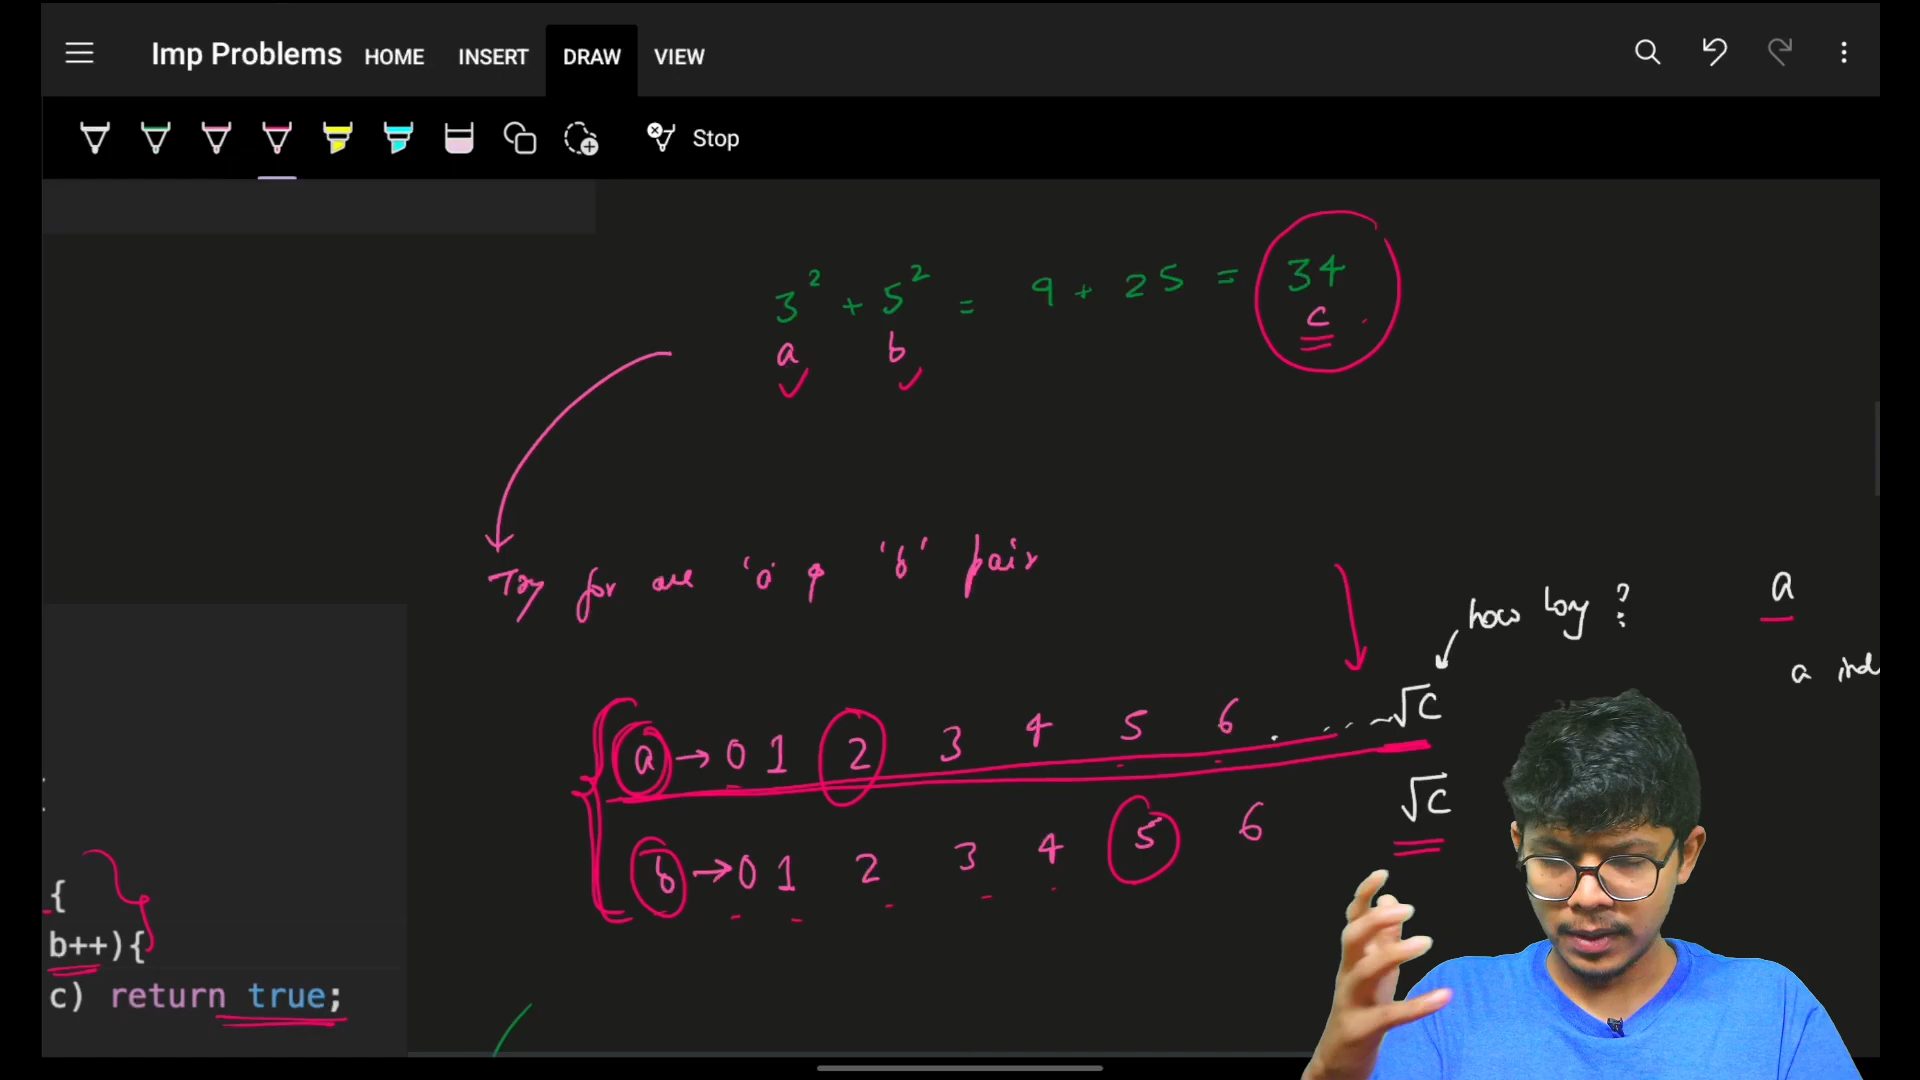 Imp Problems HOME INSERT DRAW VIEW
Stop
3² + 5² = 9 + 25 = 34
a b c
Try for all 'a' & 'b' pair
how long ?
a
a → 0 1 2 3 4 5 6 . . . . √c
b → 0 1 2 3 4 5 6 √c
{
b++){
c) return true;